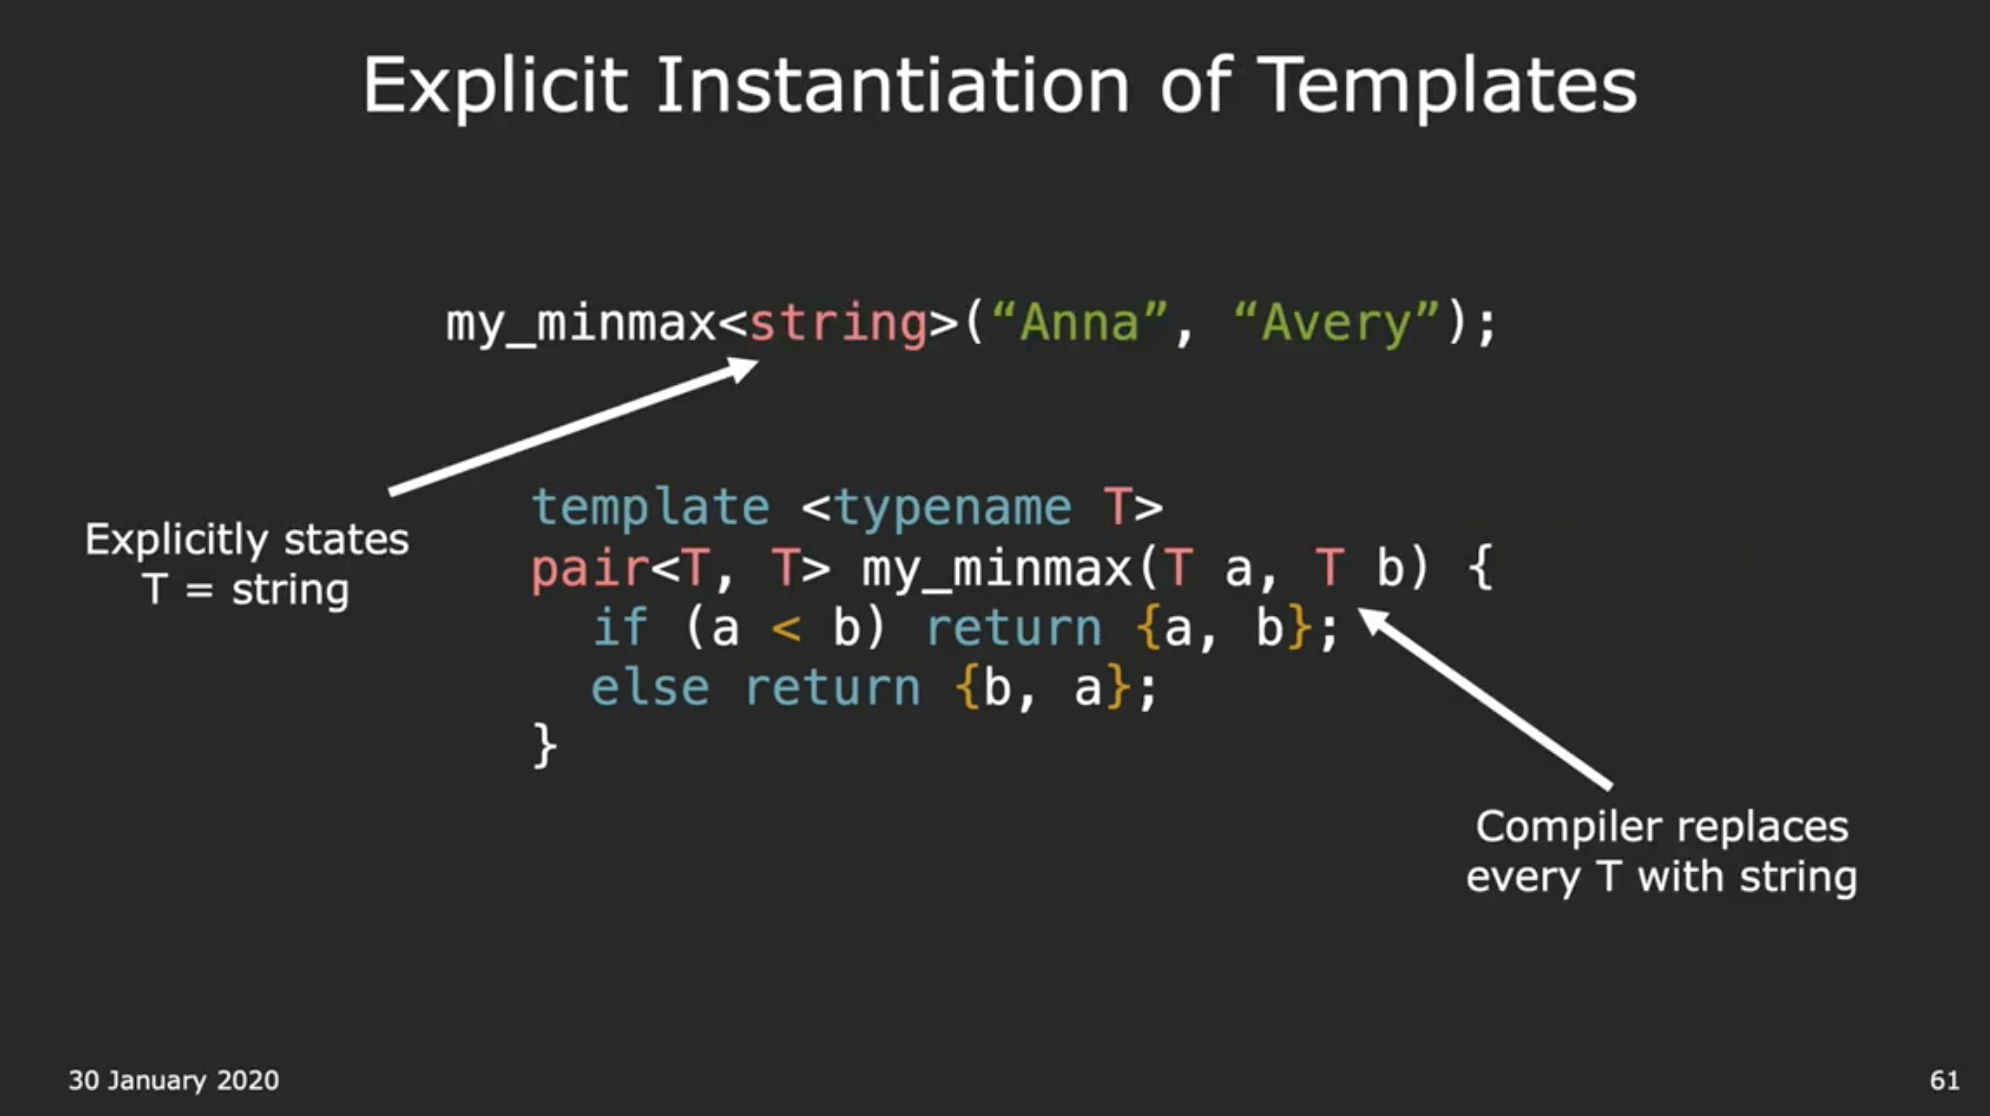 Explicit Instantiation of Templates
my_minmax<string>(“Anna”, “Avery”);
Explicitly states
T = string
template <typename T>
pair<T, T> my_minmax(T a, T b) {
  if (a < b) return {a, b};
  else return {b, a};
}
Compiler replaces
every T with string
30 January 2020
61